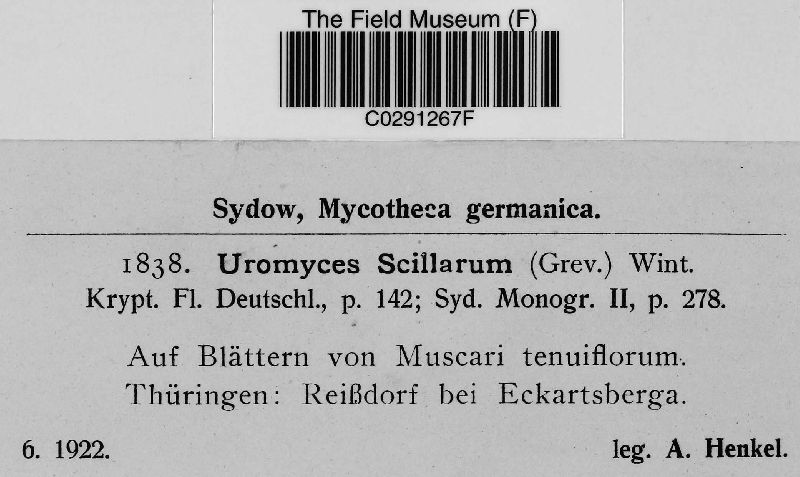 The Field Museum (F)
C0291267F
Sydow, Mycotheca germanica.
1838. Uromyces Scillarum (Grev.) Wint.
Krypt. Fl. Deutschl., p. 142; Syd. Monogr. II, p. 278.
Auf Blättern von Muscari tenuiflorum.
Thüringen: Reißdorf bei Eckartsberga.
6. 1922. leg. A. Henkel.